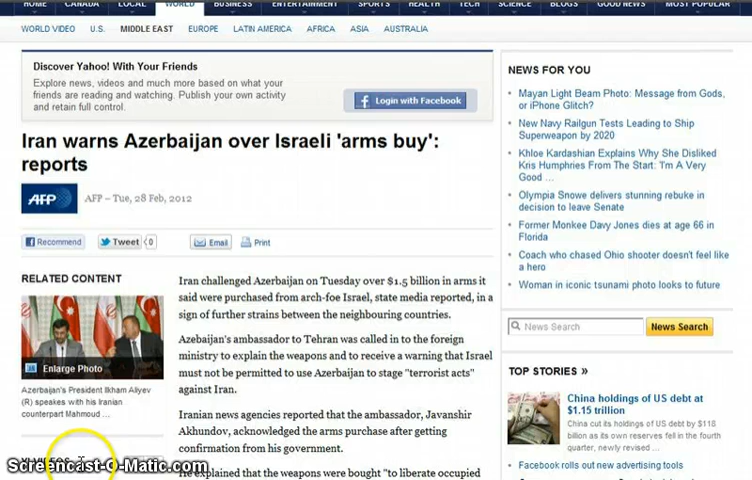 HOME CANADA LOCAL WORLD BUSINESS ENTERTAINMENT SPORTS HEALTH TECH SCIENCE BLOGS GOOD NEWS MOST POPULAR
WORLD VIDEO U.S. MIDDLE EAST EUROPE LATIN AMERICA AFRICA ASIA AUSTRALIA
Discover Yahoo! With Your Friends
Explore news, videos and much more based on what your
friends are reading and watching. Publish your own activity
and retain full control.
f Login with Facebook
Iran warns Azerbaijan over Israeli 'arms buy':
reports
AFP AFP – Tue, 28 Feb, 2012
Recommend Tweet 0 Email Print
RELATED CONTENT
Enlarge Photo
Azerbaijan's President Ilkham Aliyev
(R) speakes with his Iranian
counterpart Mahmoud ...
Iran challenged Azerbaijan on Tuesday over $1.5 billion in arms it
said were purchased from arch-foe Israel, state media reported, in a
sign of further strains between the neighbouring countries.
Azebaijan's ambassador to Tehran was called in to the foreign
ministry to explain the weapons and to receive a warning that Israel
must not be permitted to use Azerbaijan to stage "terrorist acts"
against Iran.
Iranian news agencies reported that the ambassador, Javanshir
Akhundov, acknowledged the arms purchase after getting
confirmation from his government.
He explained that the weapons were bought "to liberate occupied
NEWS FOR YOU
Mayan Light Beam Photo: Message from Gods,
or iPhone Glitch?
New Navy Railgun Tests Leading to Ship
Superweapon by 2020
Khloe Kardashian Explains Why She Disliked
Kris Humphries From The Start: 'I'm A Very
Good ...
Olympia Snowe delivers stunning rebuke in
decision to leave Senate
Former Monkee Davy Jones dies at age 66 in
Florida
Coach who chased Ohio shooter doesn't feel like
a hero
Woman in iconic tsunami photo looks to future
News Search News Search
TOP STORIES »
China holdings of US debt at
$1.15 trillion
China cut its holdings of US debt by $118
billion as its own reserves fell in the fourth
quarter, newly revised ...
Facebook rolls out new advertising tools
Screencast-O-Matic.com